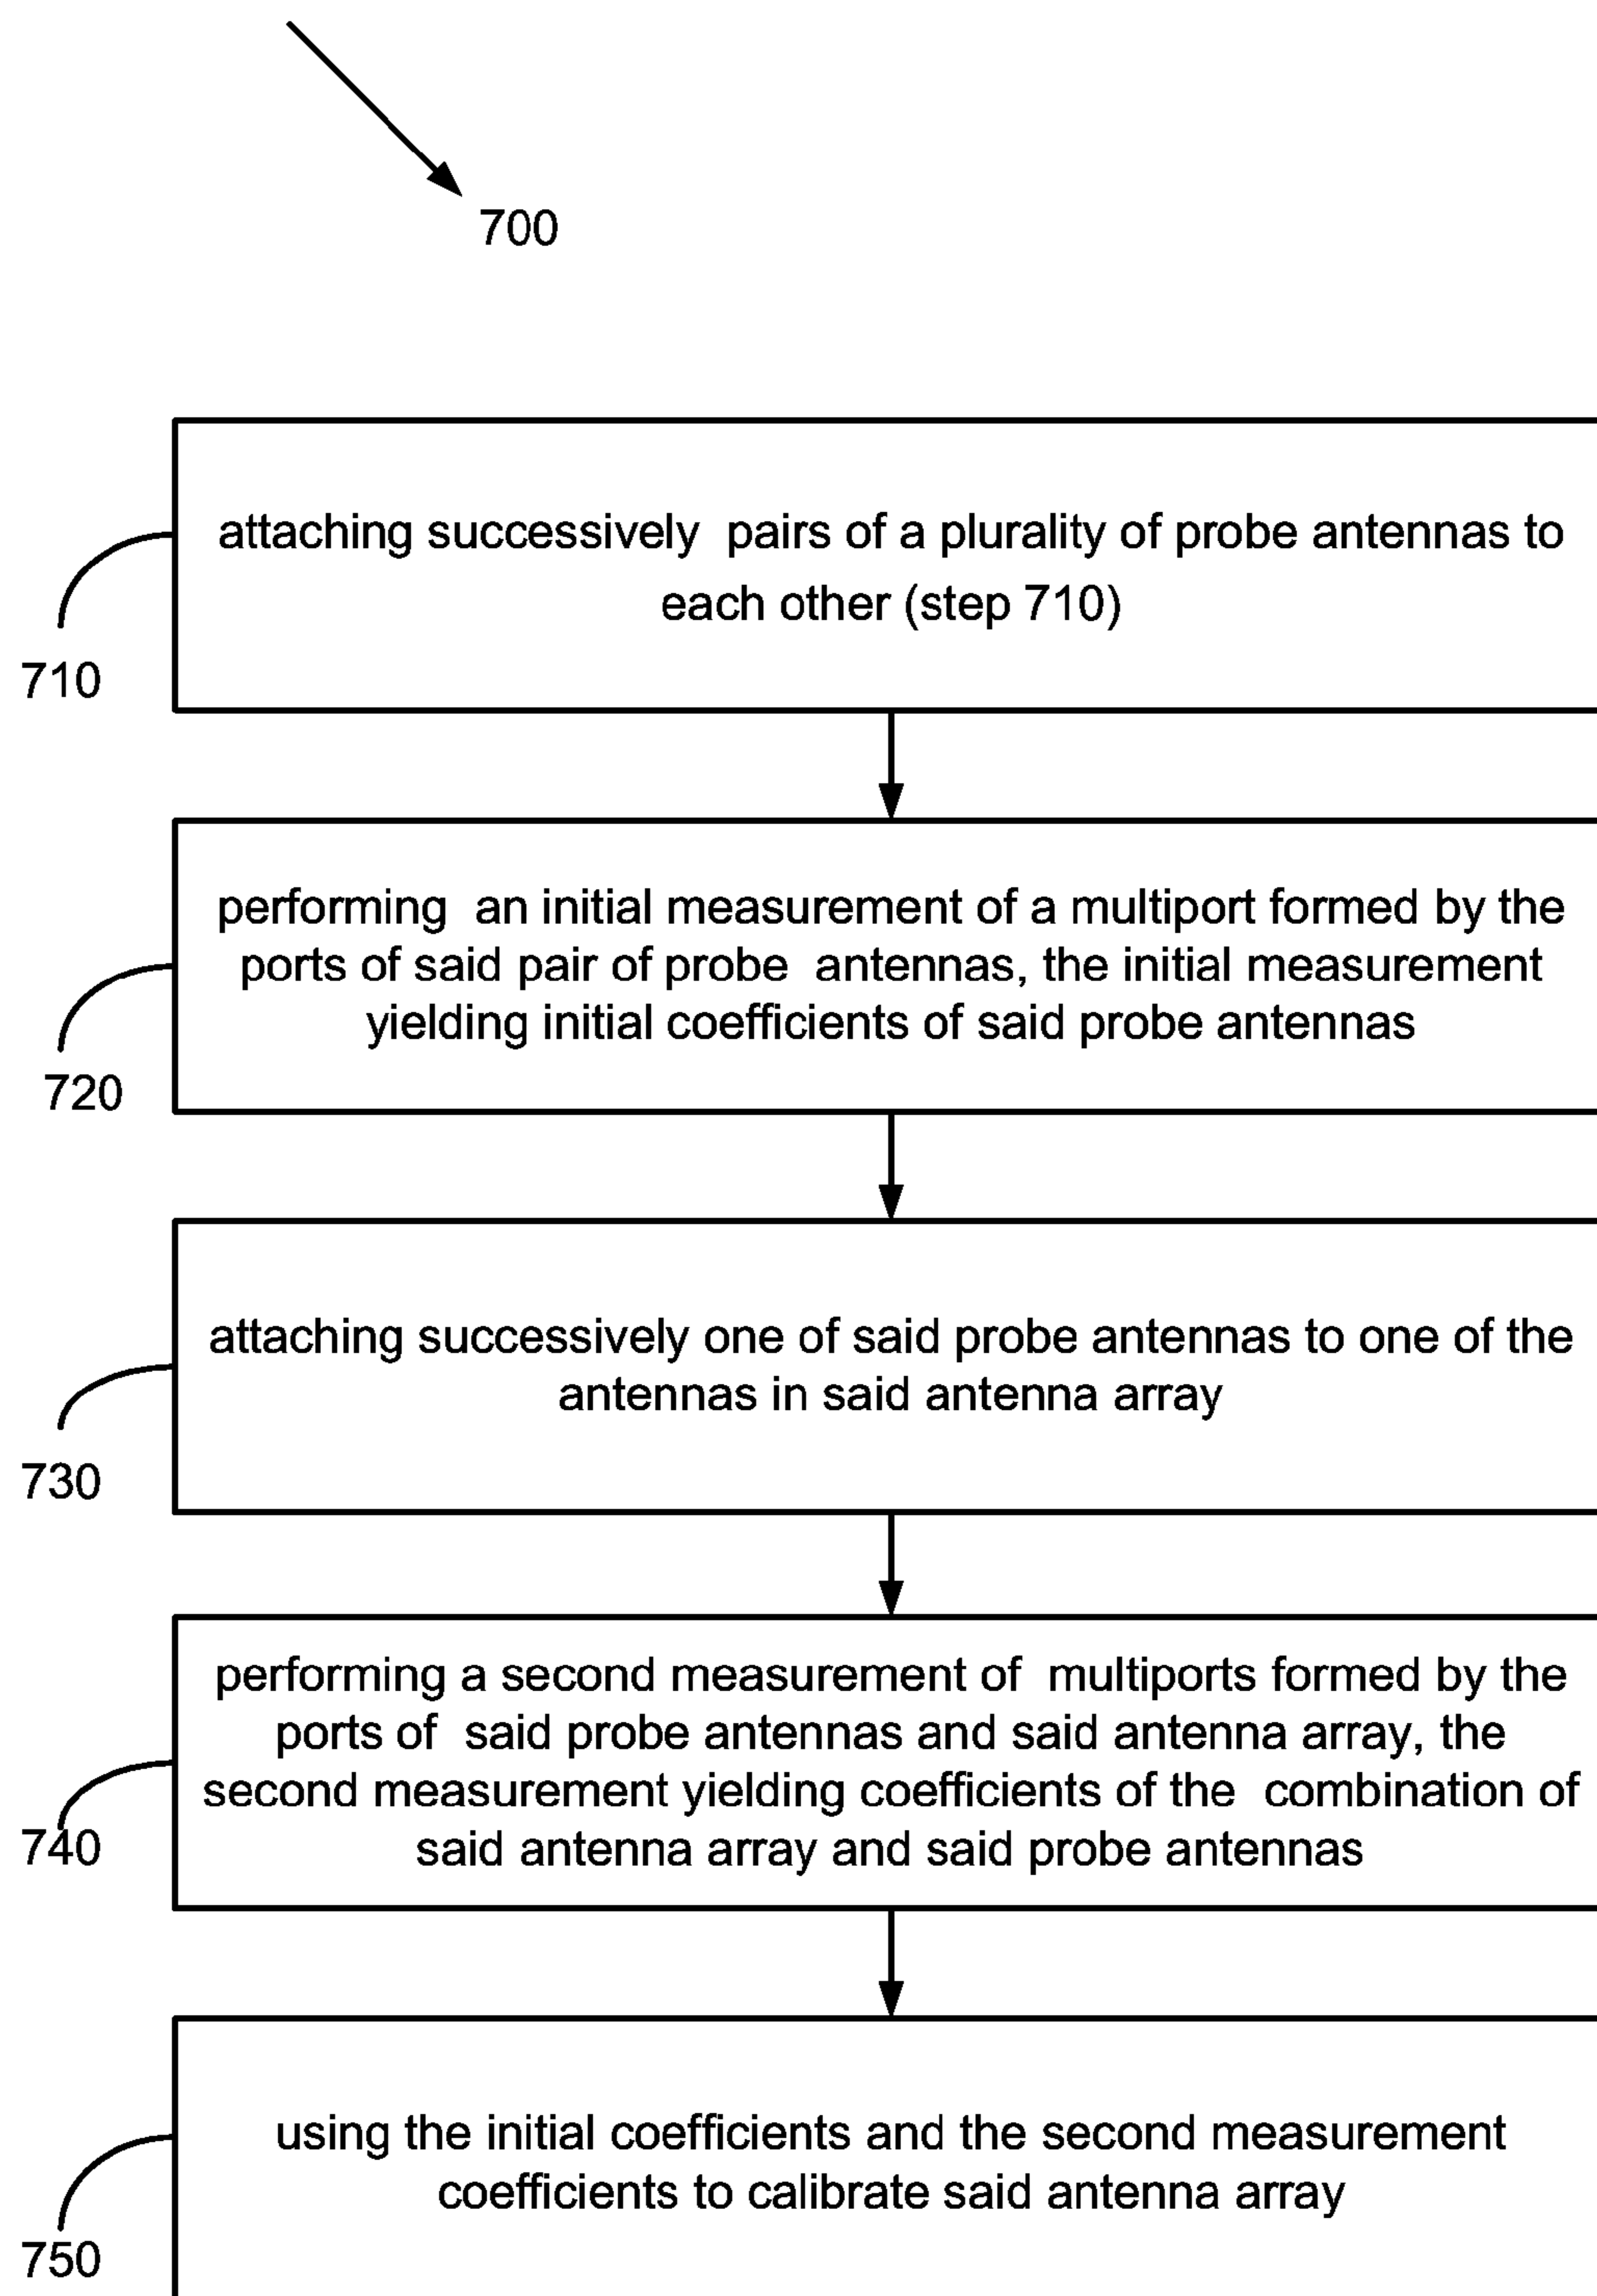 700
attaching successively pairs of a plurality of probe antennas to
each other (step 710)
710
performing an initial measurement of a multiport formed by the
ports of said pair of probe antennas, the initial measurement
yielding initial coefficients of said probe antennas
720
attaching successively one of said probe antennas to one of the
antennas in said antenna array
730
performing a second measurement of multiports formed by the
ports of said probe antennas and said antenna array, the
second measurement yielding coefficients of the combination of
said antenna array and said probe antennas
740
using the initial coefficients and the second measurement
coefficients to calibrate said antenna array
750